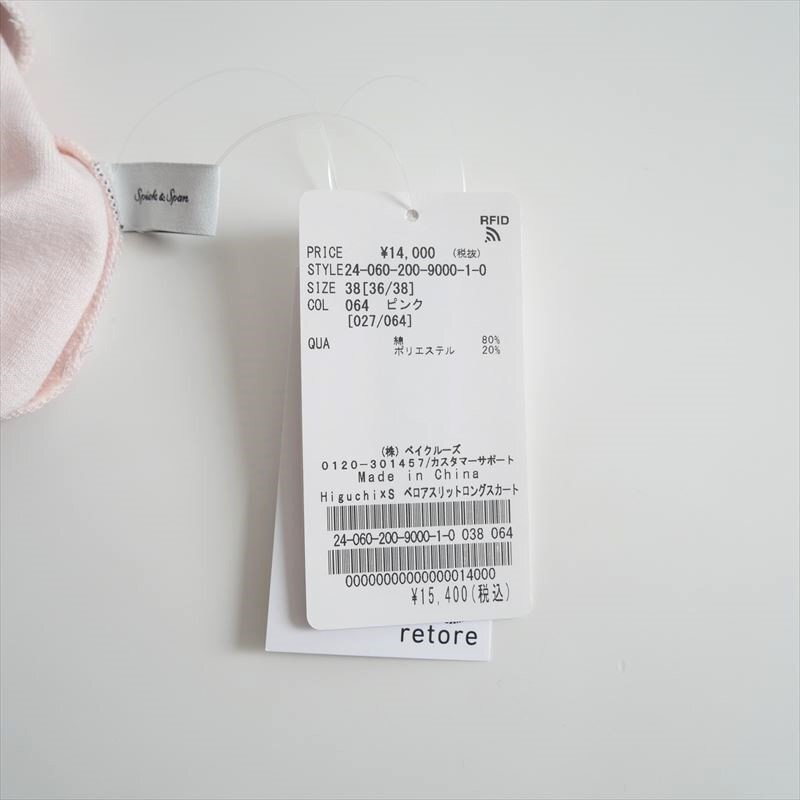 Spick & Span
RFID
PRICE ¥14,000 (税抜)
STYLE24-060-200-9000-1-0
SIZE 38[36/38]
COL 064 ピンク
[027/064]
QUA 綿 80%
ポリエステル 20%
(株) ベイクルーズ
0120-301457/カスタマーサポート
Made in China
Higuchi×S ベロアスリットロングスカート
24-060-200-9000-1-0 038 064
00000000000000014000
¥15,400(税込)
retore